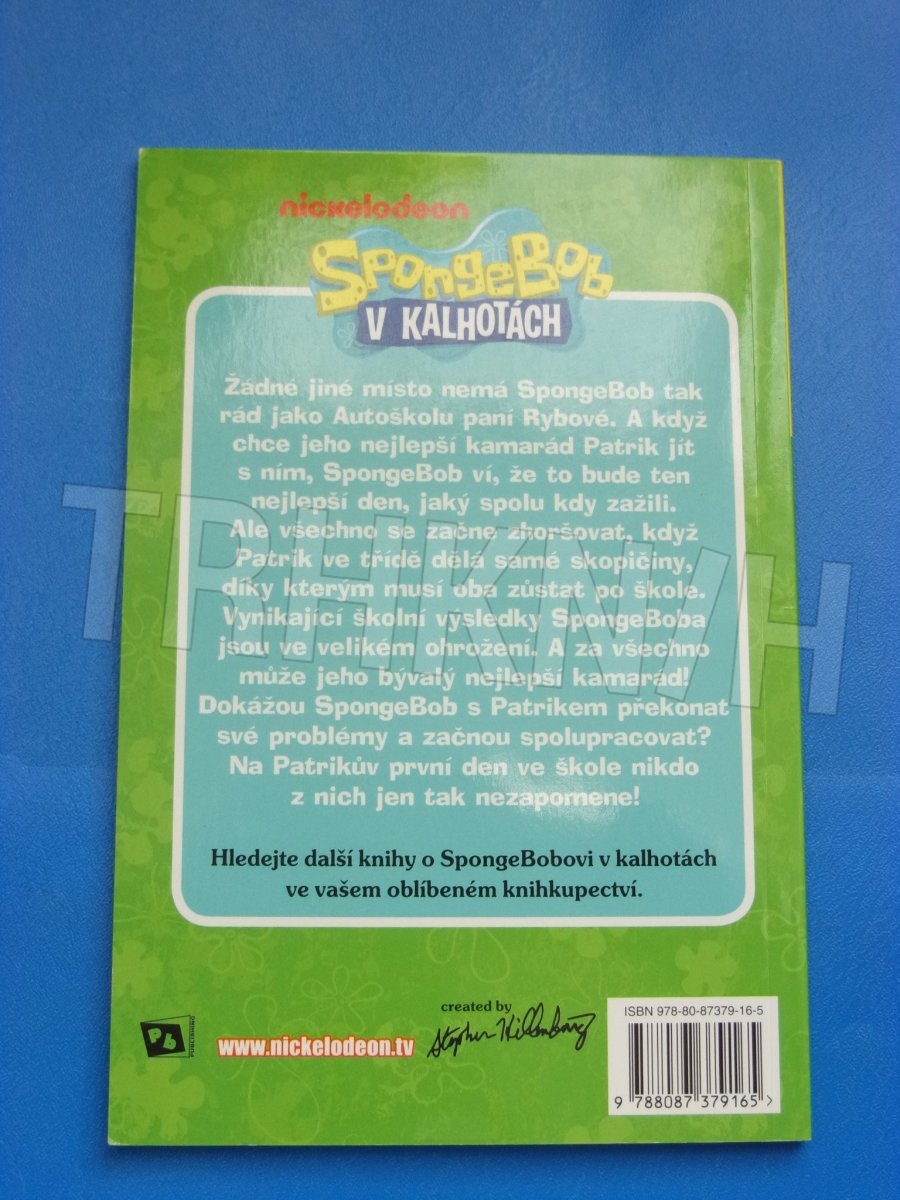 nickelodeon
SpongeBob
V KALHOTÁCH
Žádné jiné místo nemá SpongeBob tak
rád jako Autoškolu paní Rybové. A když
chce jeho nejlepší kamarád Patrik jít
s ním, SpongeBob ví, že to bude ten
nejlepší den, jaký spolu kdy zažili.
Ale všechno se začne zhoršovat, když
Patrik ve třídě dělá samé skopičiny,
díky kterým musí oba zůstat po škole.
Vynikající školní výsledky SpongeBoba
jsou ve velikém ohrožení. A za všechno
může jeho bývalý nejlepší kamarád!
Dokážou SpongeBob s Patrikem překonat
své problémy a začnou spolupracovat?
Na Patrikův první den ve škole nikdo
z nich jen tak nezapomene!
Hledejte další knihy o SpongeBobovi v kalhotách
ve vašem oblíbeném knihkupectví.
TRHKNIH
created by
Stephen Hillenburg
Pb
PUBLISHING
www.nickelodeon.tv
ISBN 978-80-87379-16-5
9 788087 379165 >